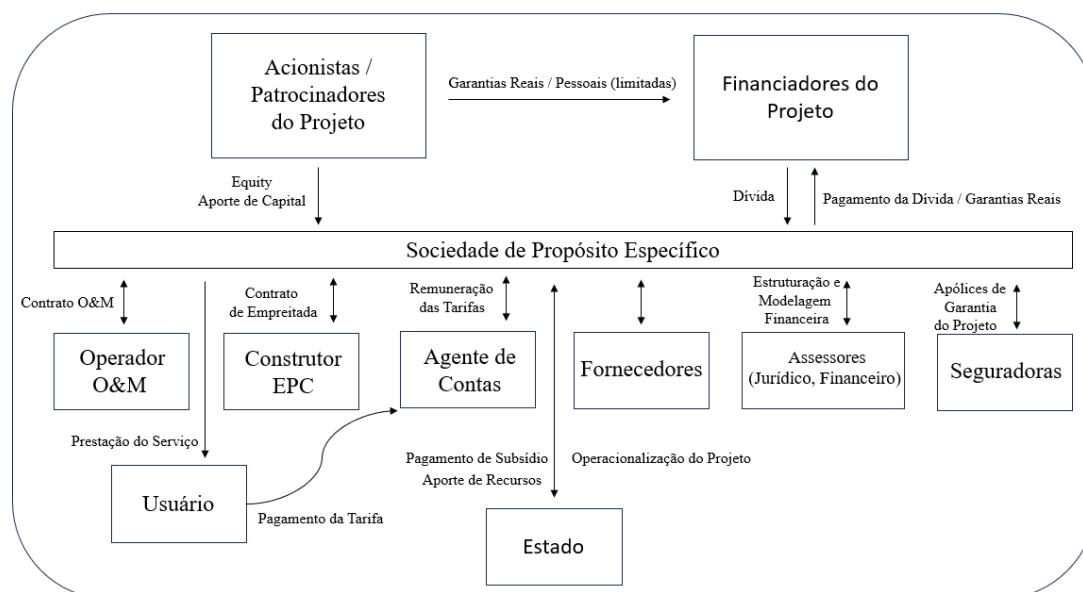 Acionistas /
Patrocinadores
do Projeto
Garantias Reais / Pessoais (limitadas)
Financiadores do
Projeto
Equity
Aporte de Capital
Dívida
Pagamento da Dívida / Garantias Reais
Sociedade de Propósito Específico
Contrato O&M
Contrato
de Empreitada
Remuneração
das Tarifas
Estruturação e
Modelagem
Financeira
Apólices de
Garantia
do Projeto
Operador
O&M
Construtor
EPC
Agente de
Contas
Fornecedores
Assessores
(Jurídico, Financeiro)
Seguradoras
Prestação do Serviço
Pagamento de Subsídio
Aporte de Recursos
Operacionalização do Projeto
Usuário
Pagamento da Tarifa
Estado